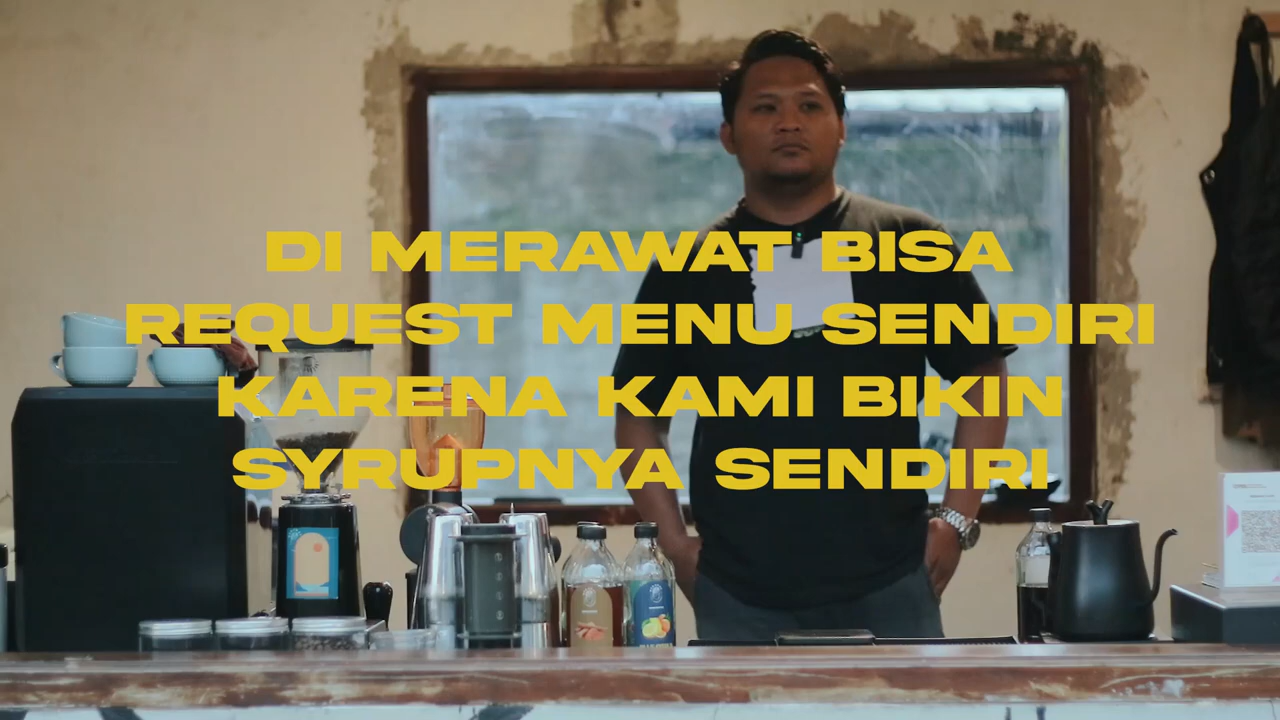 DI MERAWAT BISA
REQUEST MENU SENDIRI
KARENA KAMI BIKIN
SYRUPNYA SENDIRI